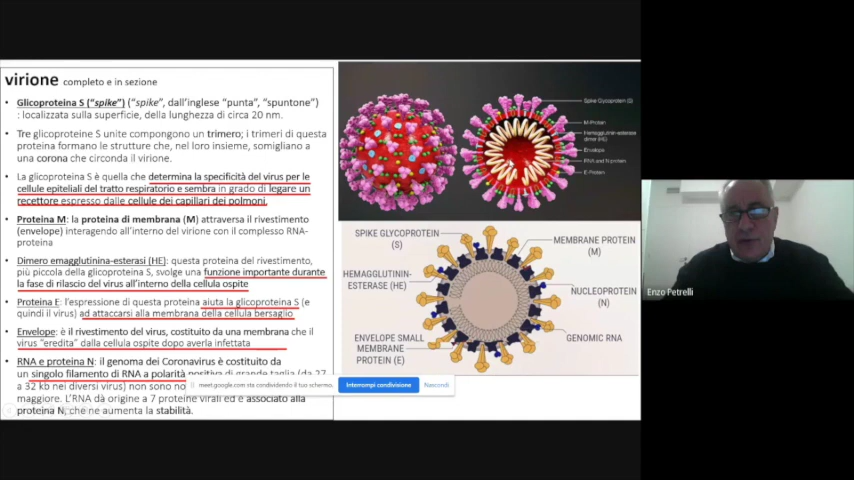 virione completo e in sezione
• Glicoproteina S ("spike") ("spike", dall'inglese "punta", "spuntone")
: localizzata sulla superficie, della lunghezza di circa 20 nm.
• Tre glicoproteine S unite compongono un trimero; i trimeri di questa
proteina formano le strutture che, nel loro insieme, somigliano a
una corona che circonda il virione.
• La glicoproteina S è quella che determina la specificità del virus per le
cellule epiteliali del tratto respiratorio e sembra in grado di legare un
recettore espresso dalle cellule dei capillari dei polmoni.
• Proteina M: la proteina di membrana (M) attraversa il rivestimento
(envelope) interagendo all'interno del virione con il complesso RNA-
proteina
• Dimero emagglutinina-esterasi (HE): questa proteina del rivestimento,
più piccola della glicoproteina S, svolge una funzione importante durante
la fase di rilascio del virus all'interno della cellula ospite
• Proteina E: l'espressione di questa proteina aiuta la glicoproteina S (e
quindi il virus) ad attaccarsi alla membrana della cellula bersaglio
• Envelope: è il rivestimento del virus, costituito da una membrana che il
virus "eredita" dalla cellula ospite dopo averla infettata
• RNA e proteina N: il genoma dei Coronavirus è costituito da
un singolo filamento di RNA a polarità positiva di grande taglia (da 27
a 32 kb nei diversi virus) non sono no
maggiore. L'RNA dà origine a 7 proteine virali ed è associato alla
proteina N, che ne aumenta la stabilità.
Spike Glycoprotein (S)
M-Protein
Hemagglutinin-esterase
dimer (HE)
Envelope
RNA and N protein
E-Protein
SPIKE GLYCOPROTEIN
(S)
MEMBRANE PROTEIN
(M)
HEMAGGLUTININ-
ESTERASE (HE)
NUCLEOPROTEIN
(N)
ENVELOPE SMALL
MEMBRANE
PROTEIN (E)
GENOMIC RNA
meet.google.com sta condividendo il tuo schermo.
Interrompi condivisione
Nascondi
Enzo Petrelli